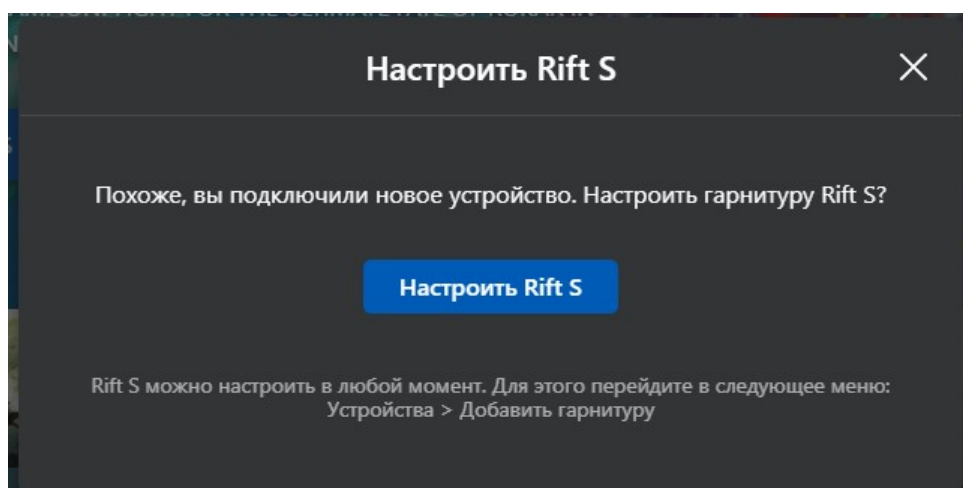 Настроить Rift S
Похоже, вы подключили новое устройство. Настроить гарнитуру Rift S?
Настроить Rift S
Rift S можно настроить в любой момент. Для этого перейдите в следующее меню:
Устройства > Добавить гарнитуру